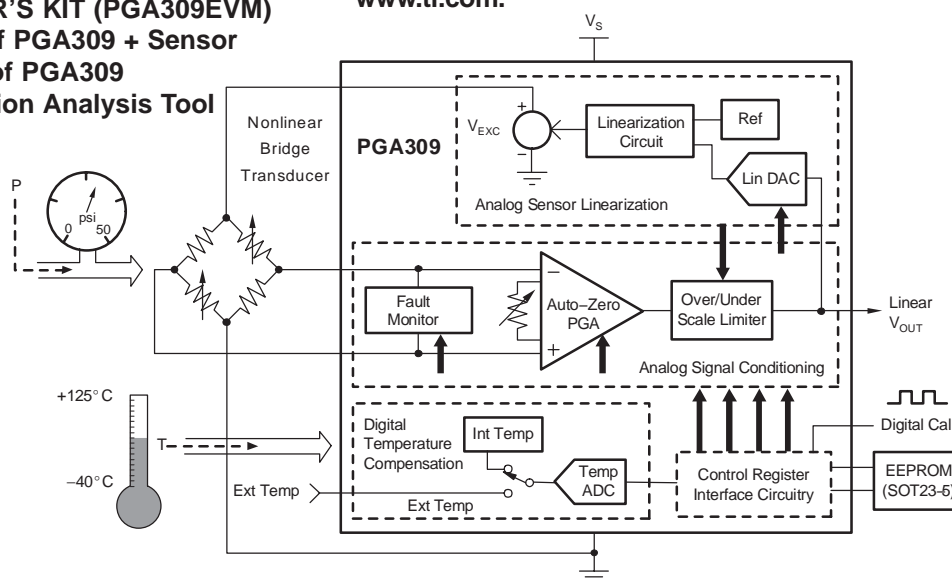 R'S KIT (PGA309EVM)
f PGA309 + Sensor
of PGA309
ion Analysis Tool
www.ti.com.
VS
Nonlinear
Bridge
Transducer
PGA309
VEXC
+
−
Linearization
Circuit
Ref
Lin DAC
Analog Sensor Linearization
P
psi
0 50
Fault
Monitor
−
Auto−Zero
PGA
+
Over/Under
Scale Limiter
Linear
VOUT
Analog Signal Conditioning
+125°C
T
−40°C
Digital
Temperature
Compensation
Int Temp
Ext Temp
Ext Temp
Temp
ADC
Control Register
Interface Circuitry
Digital Cal
EEPROM
(SOT23-5)